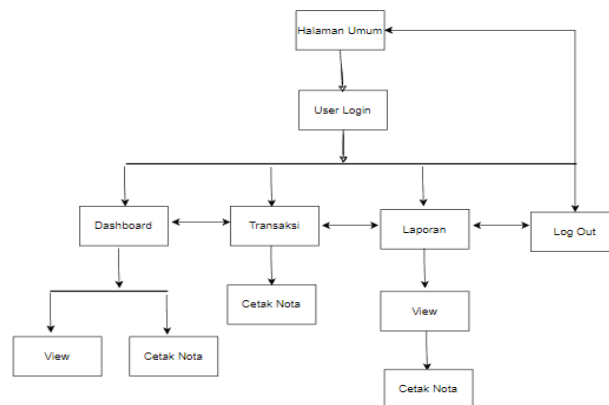 Halaman Umum
User Login
Dashboard
Transaksi
Laporan
Log Out
Cetak Nota
View
View
Cetak Nota
Cetak Nota